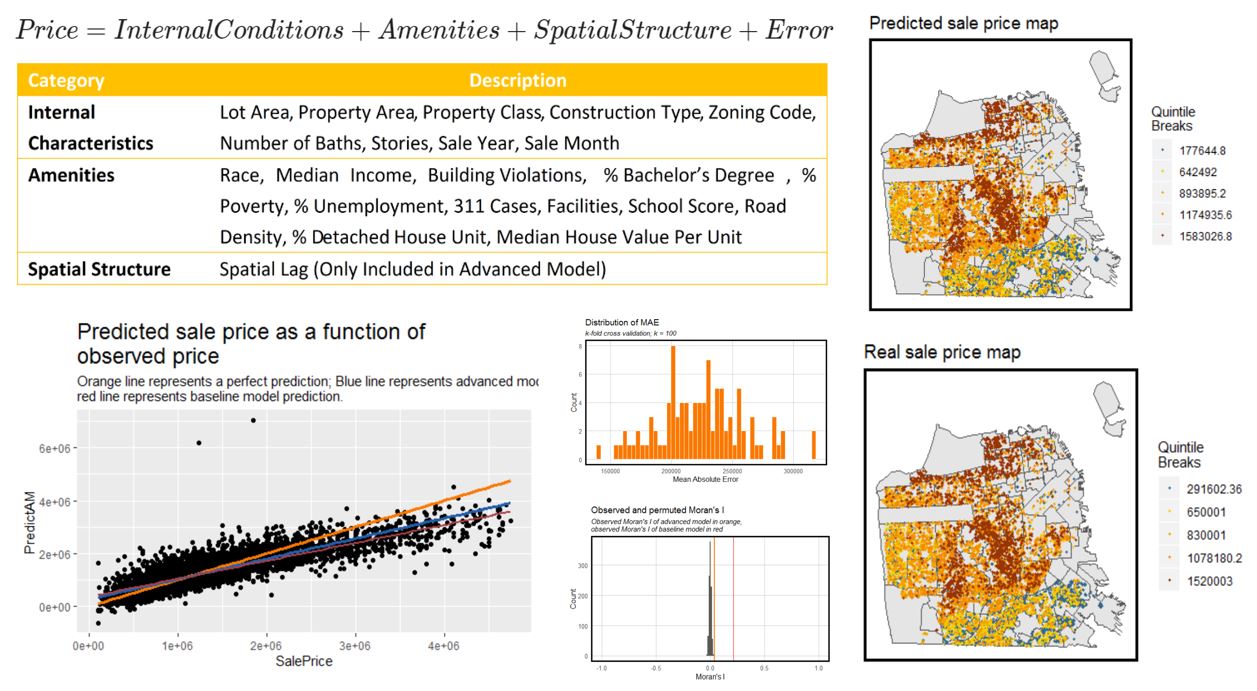 Price = InternalConditions + Amenities + SpatialStructure + Error
Category Description
Internal Lot Area, Property Area, Property Class, Construction Type, Zoning Code,
Characteristics Number of Baths, Stories, Sale Year, Sale Month
Amenities Race, Median Income, Building Violations, % Bachelor's Degree , %
Poverty, % Unemployment, 311 Cases, Facilities, School Score, Road
Density, % Detached House Unit, Median House Value Per Unit
Spatial Structure Spatial Lag (Only Included in Advanced Model)
Predicted sale price map
Quintile
Breaks
177644.8
642492
893895.2
1174935.6
1583026.8
Predicted sale price as a function of
observed price
Orange line represents a perfect prediction; Blue line represents advanced mo
red line represents baseline model prediction.
PredictAM
6e+06
4e+06
2e+06
0e+00
0e+00 1e+06 2e+06 3e+06 4e+06
SalePrice
Distribution of MAE
k-fold cross validation; k = 100
Count
8
6
4
2
0
150000 200000 250000 300000
Mean Absolute Error
Observed and permuted Moran's I
Observed Moran's I of advanced model in orange,
observed Moran's I of baseline model in red
Count
300
200
100
0
-1.0 -0.5 0.0 0.5 1.0
Moran's I
Real sale price map
Quintile
Breaks
291602.36
650001
830001
1078180.2
1520003